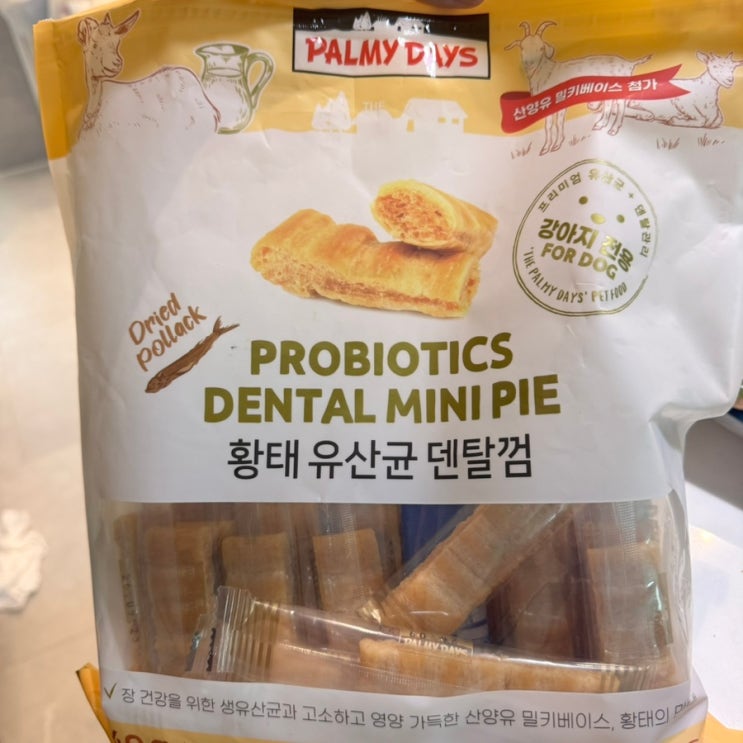 PALMY DAYS
산양유 밀키베이스 첨가
프리미엄 유산균 + 덴탈관리
강아지 전용
FOR DOG
'THE PALMY DAYS' PET FOOD
Dried
Pollack
PROBIOTICS
DENTAL MINI PIE
황태 유산균 덴탈껌
PALMY DAYS
장 건강을 위한 생유산균과 고소하고 영양 가득한 산양유 밀키베이스, 황태의